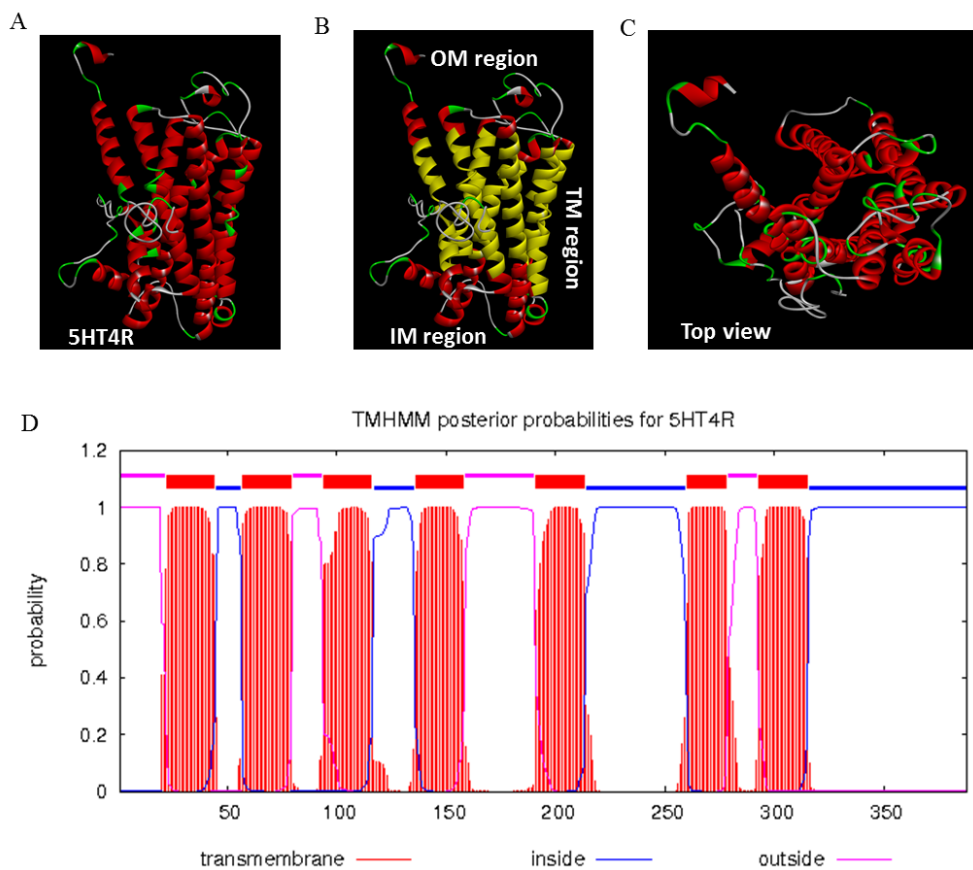 A
B
C
OM region
TM region
5HT4R
IM region
Top view
D
TMHMM posterior probabilities for 5HT4R
1.2
1
0.8
0.6
0.4
0.2
0
probability
50
100
150
200
250
300
350
transmembrane
inside
outside